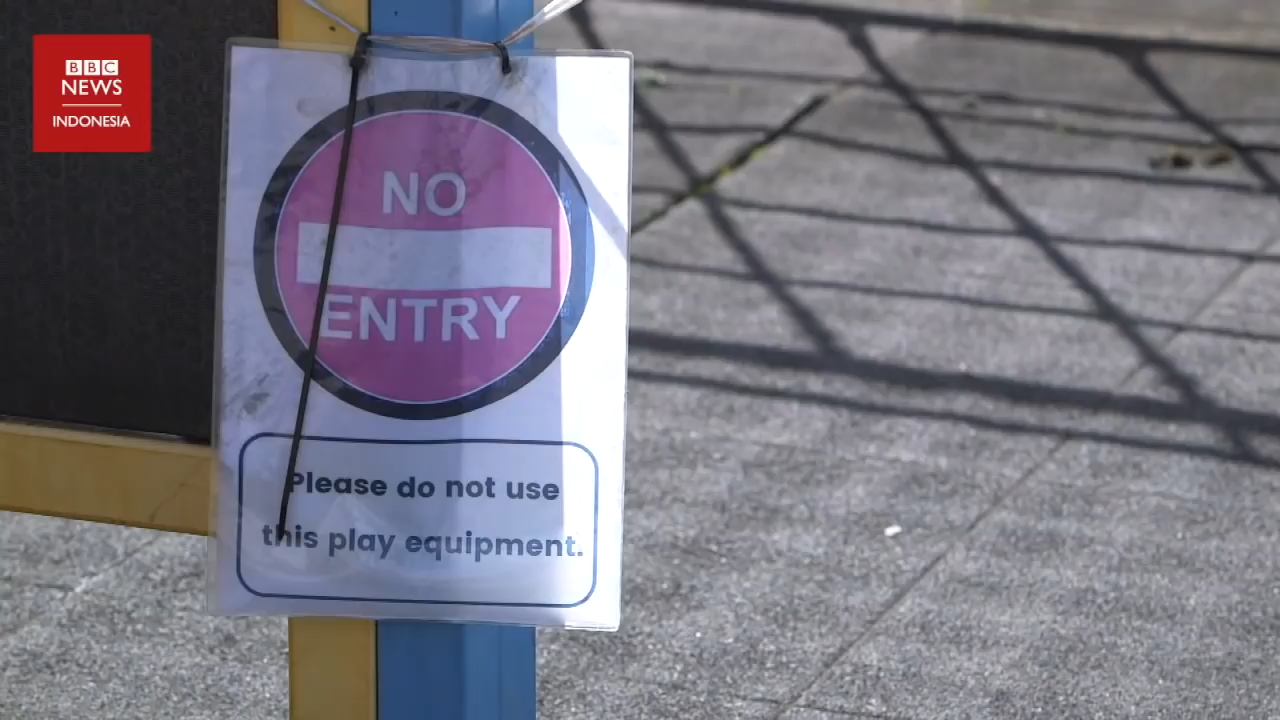 BBC
NEWS
INDONESIA
NO
ENTRY
Please do not use
this play equipment.